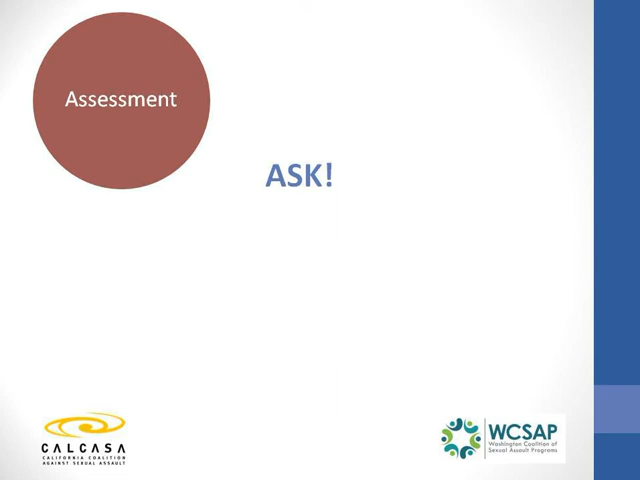 Assessment
ASK!
CALCASA
CALIFORNIA COALITION
AGAINST SEXUAL ASSAULT
WCSAP
Washington Coalition of
Sexual Assault Programs